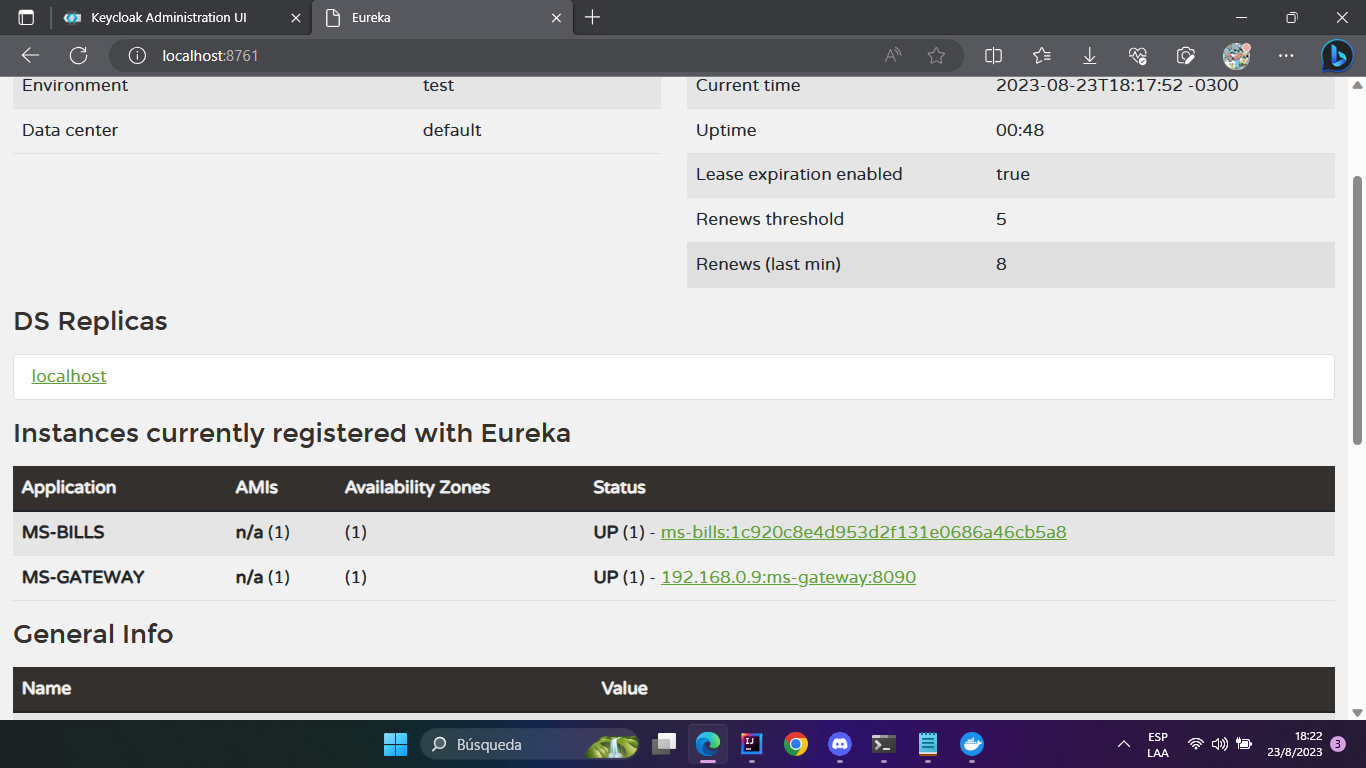 Keycloak Administration UI
Eureka
localhost:8761
Environment test
Current time 2023-08-23T18:17:52 -0300
Data center default
Uptime 00:48
Lease expiration enabled true
Renews threshold 5
Renews (last min) 8
DS Replicas
localhost
Instances currently registered with Eureka
Application AMIs Availability Zones Status
MS-BILLS n/a (1) (1) UP (1) - ms-bills:1c920c8e4d953d2f131e0686a46cb5a8
MS-GATEWAY n/a (1) (1) UP (1) - 192.168.0.9:ms-gateway:8090
General Info
Name Value
Búsqueda
ESP
LAA
18:22
23/8/2023
3